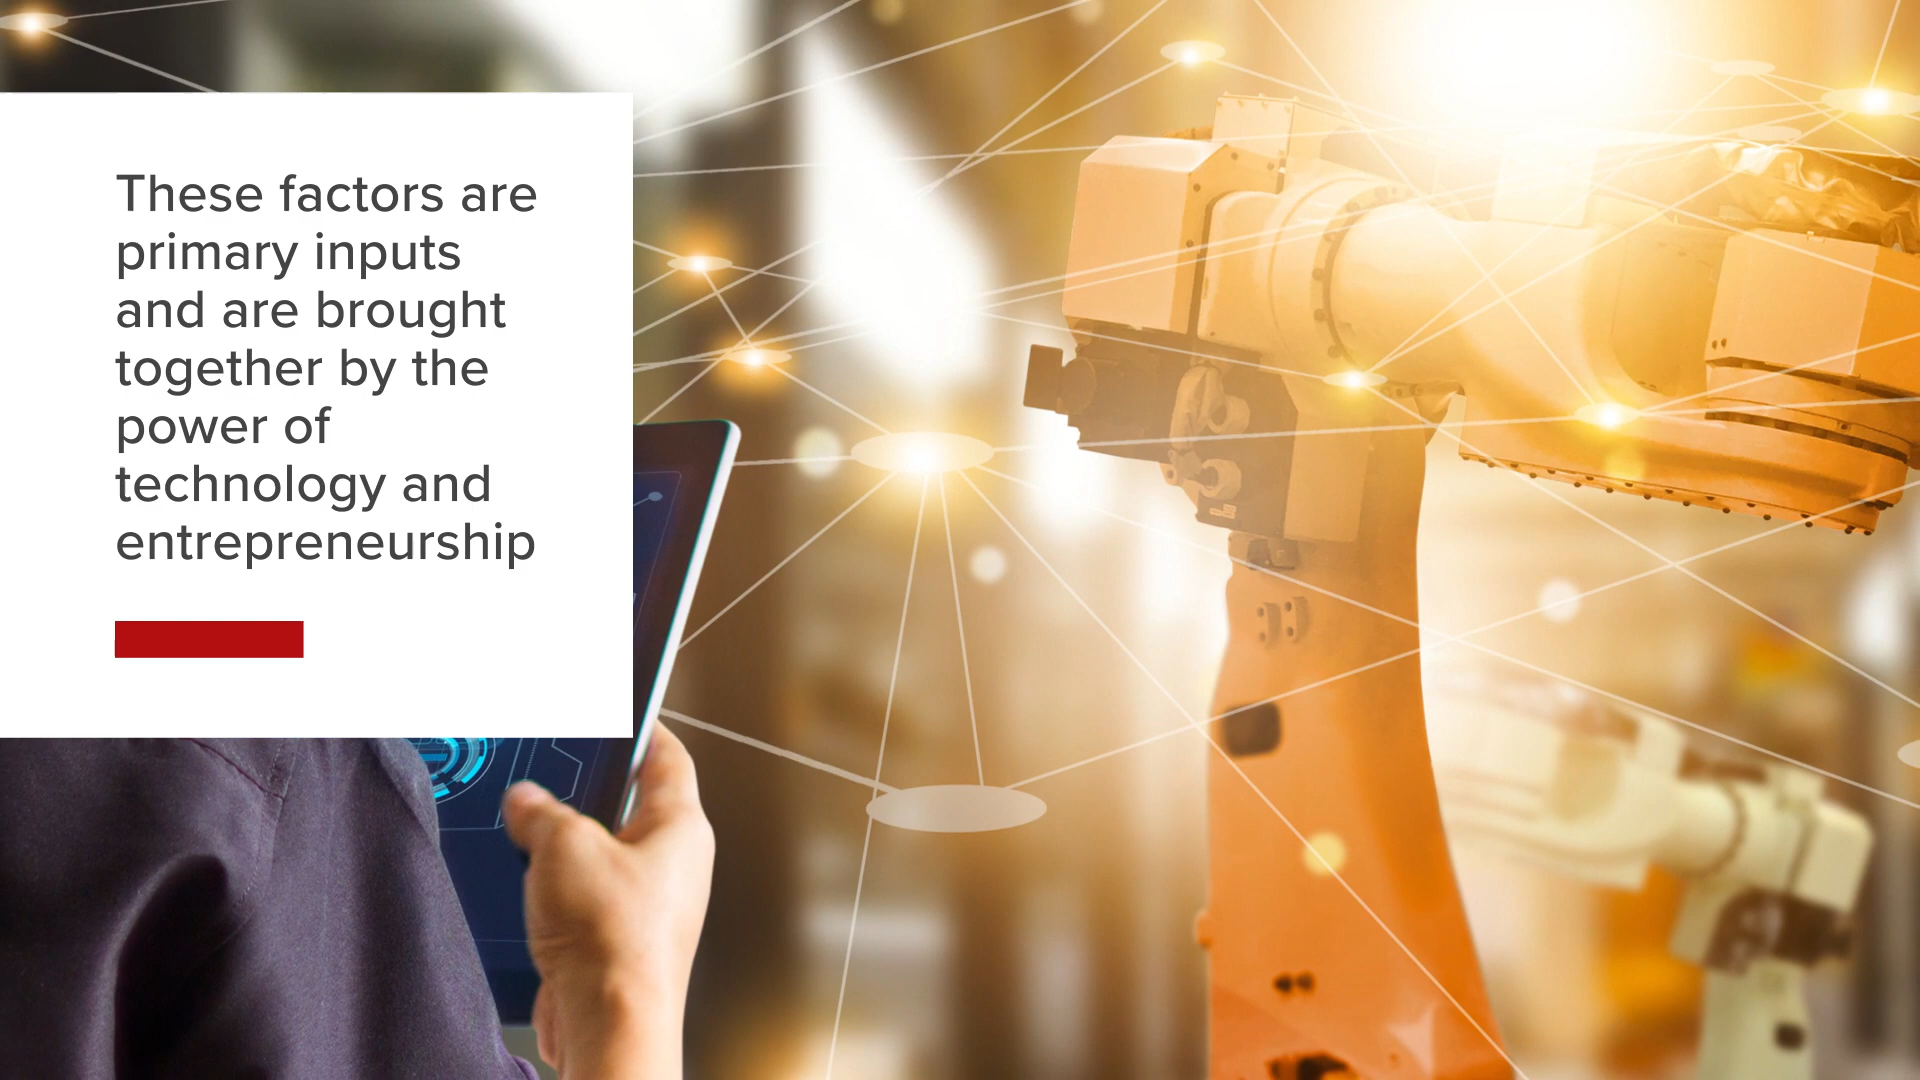 These factors are
primary inputs
and are brought
together by the
power of
technology and
entrepreneurship